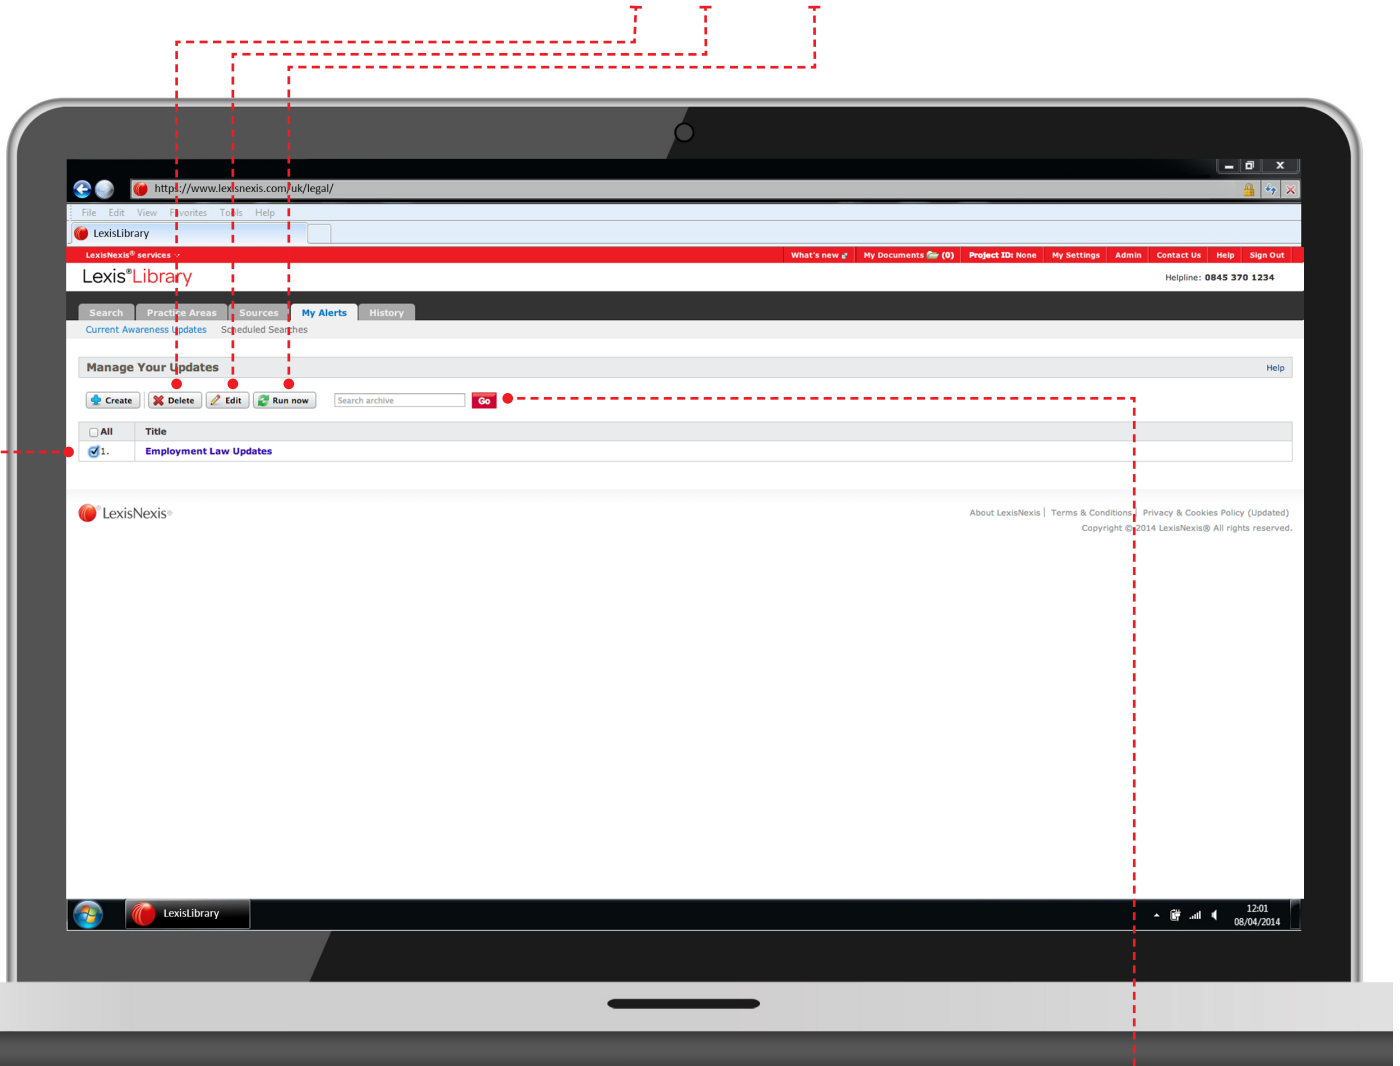 https://www.lexisnexis.com/uk/legal/
File Edit View Favorites Tools Help
LexisLibrary
LexisNexis® services What's new My Documents (0) Project ID: None My Settings Admin Contact Us Help Sign Out
Lexis®Library Helpline: 0845 370 1234
Search Practice Areas Sources My Alerts History
Current Awareness Updates Scheduled Searches
Manage Your Updates Help
Create Delete Edit Run now Search archive Go
All Title
1. Employment Law Updates
LexisNexis® About LexisNexis | Terms & Conditions | Privacy & Cookies Policy (Updated)
Copyright © 2014 LexisNexis® All rights reserved.
LexisLibrary 12:01
08/04/2014